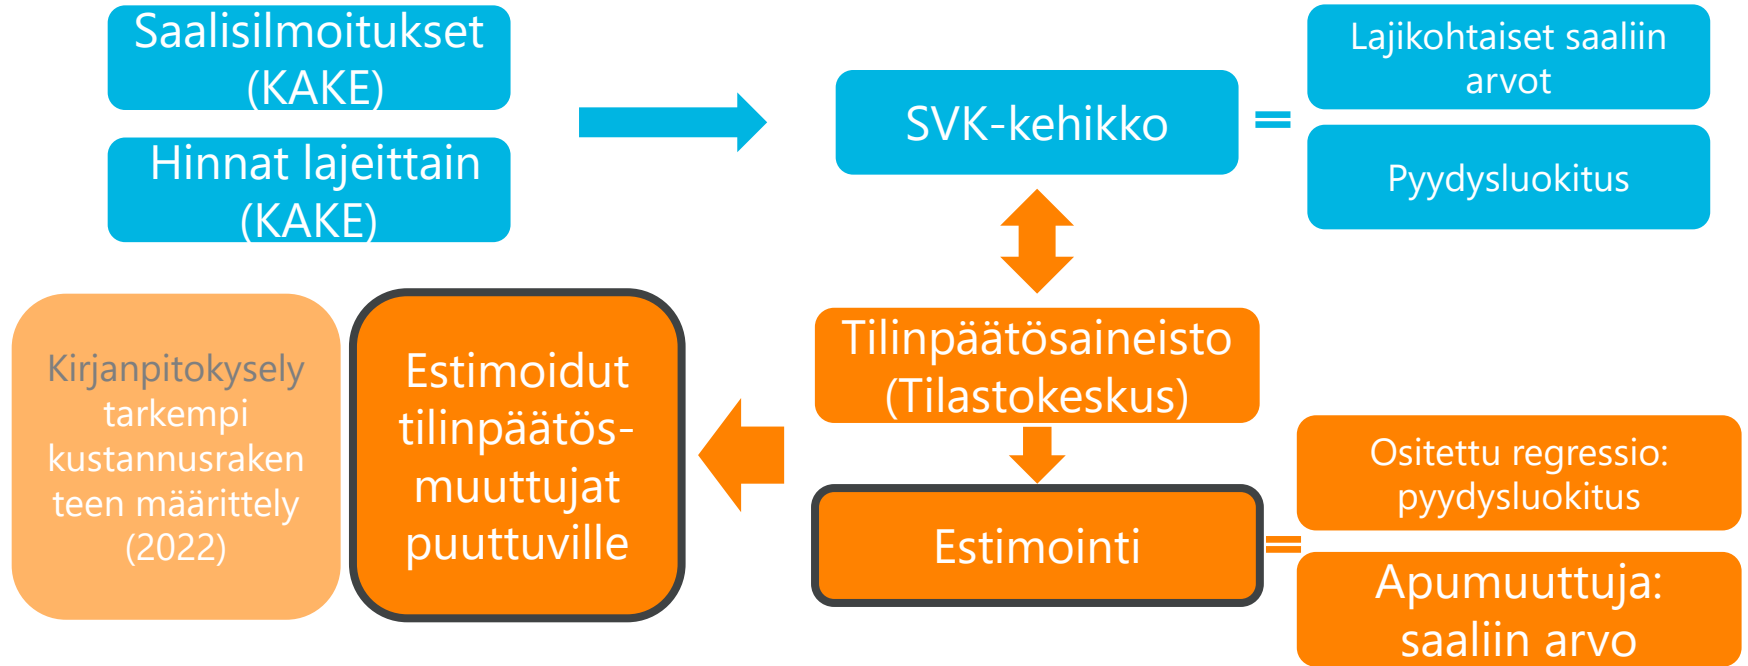 Saalisilmoitukset
(KAKE)
Hinnat lajeittain
(KAKE)
SVK-kehikko
Lajikohtaiset saaliin
arvot
Pyydysluokitus
Kirjanpitokysely
tarkempi
kustannusraken
teen määrittely
(2022)
Estimoidut
tilinpäätös-
muuttujat
puuttuville
Tilinpäätösaineisto
(Tilastokeskus)
Estimointi
Ositettu regressio:
pyydysluokitus
Apumuuttuja:
saaliin arvo